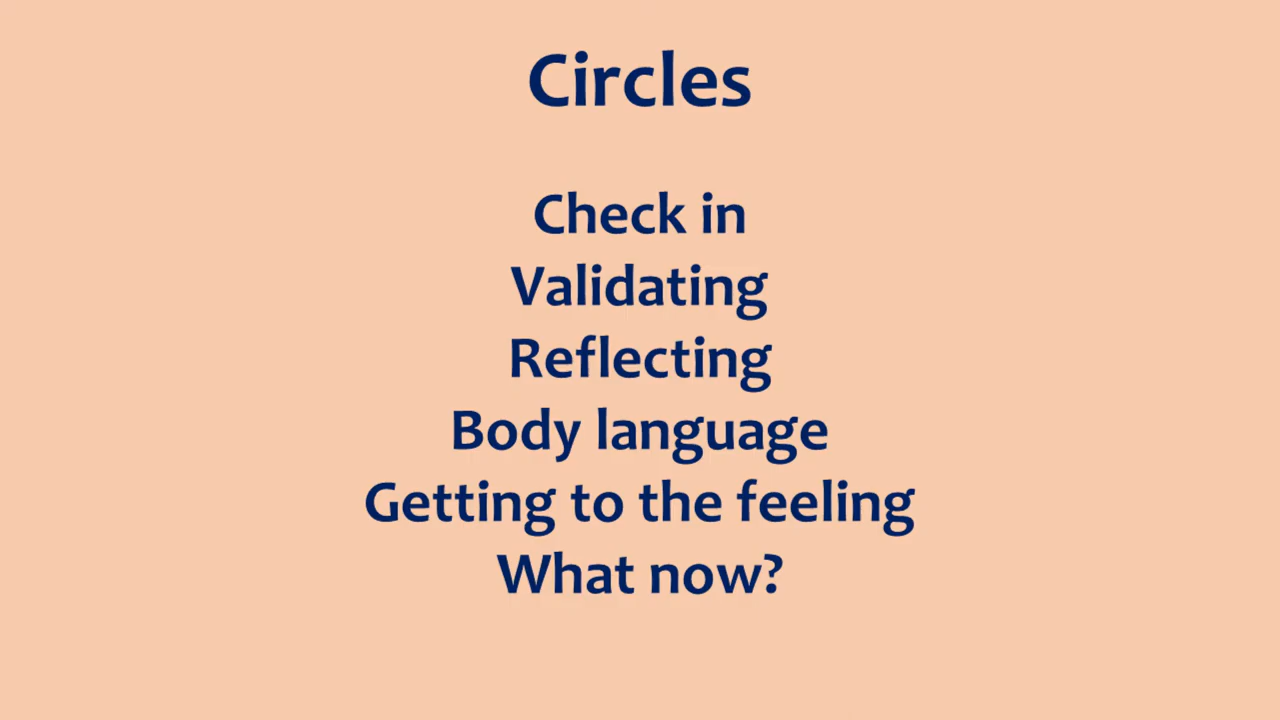 Circles
Check in
Validating
Reflecting
Body language
Getting to the feeling
What now?